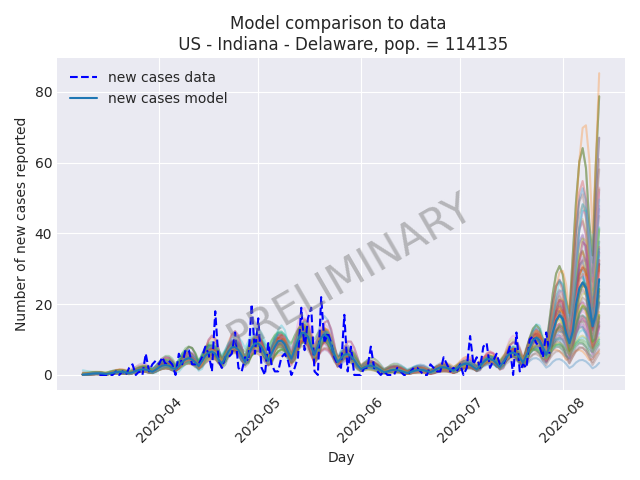 Model comparison to data
US - Indiana - Delaware, pop. = 114135
new cases data
new cases model
PRELIMINARY
Number of new cases reported
80
60
40
20
0
2020-04
2020-05
2020-06
2020-07
2020-08
Day